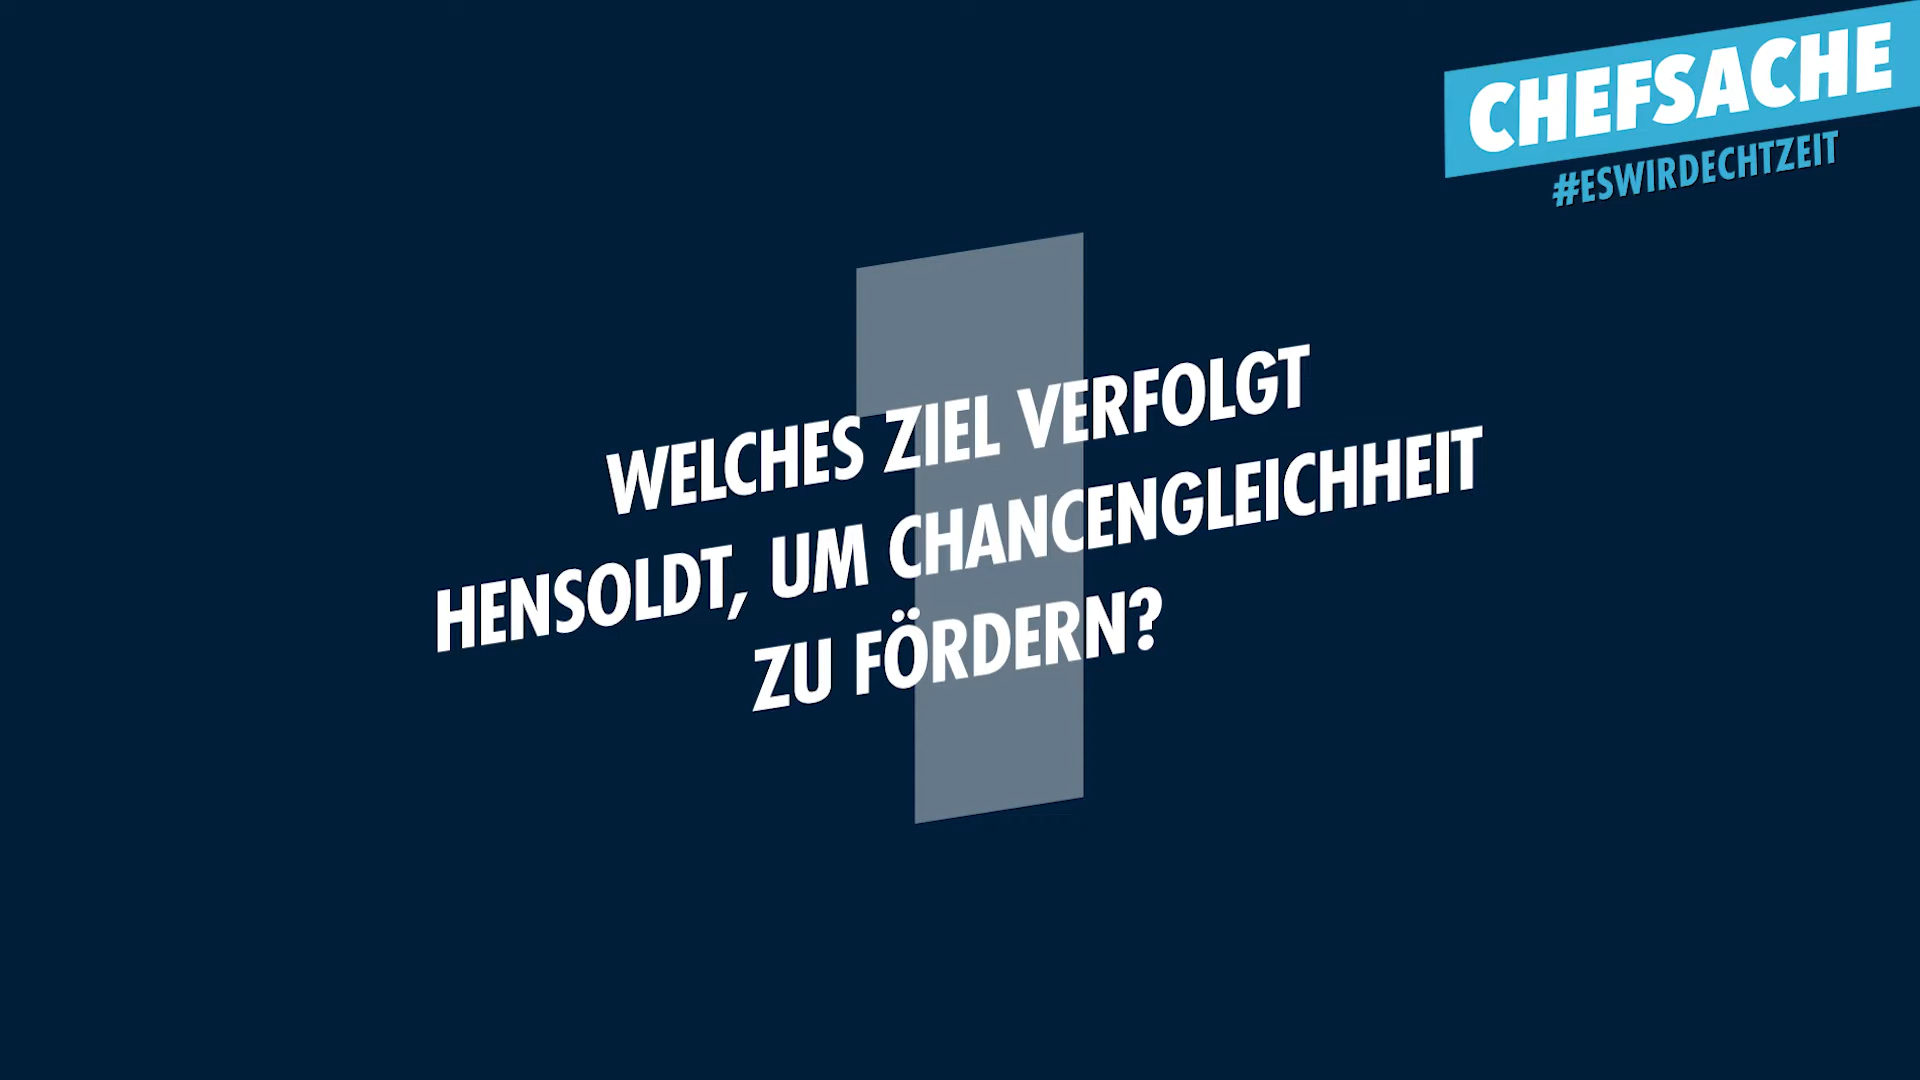 CHEFSACHE
#ESWIRDECHTZEIT
WELCHES ZIEL VERFOLGT
HENSOLDT, UM CHANCENGLEICHHEIT
ZU FÖRDERN?